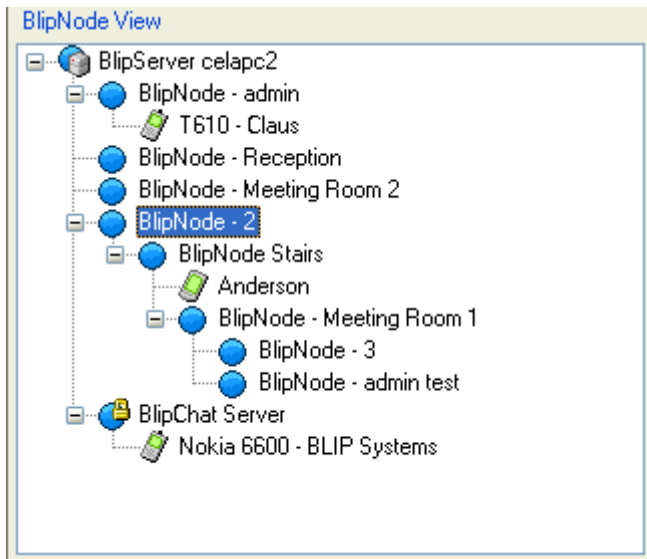 BlipNode View
BlipServer celapc2
BlipNode - admin
T610 - Claus
BlipNode - Reception
BlipNode - Meeting Room 2
BlipNode - 2
BlipNode Stairs
Anderson
BlipNode - Meeting Room 1
BlipNode - 3
BlipNode - admin test
BlipChat Server
Nokia 6600 - BLIP Systems